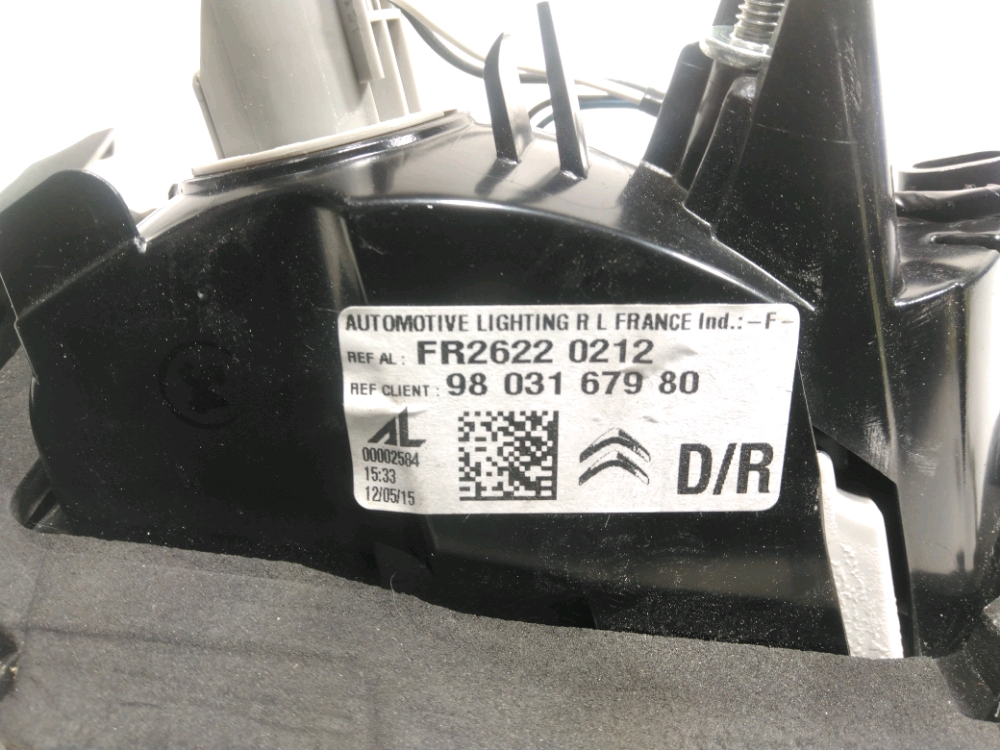 AUTOMOTIVE LIGHTING R L FRANCE Ind.: -F-
REF AL : FR2622 0212
REF CLIENT : 98 031 679 80
AL
00002584
15:33
12/05/15
D/R